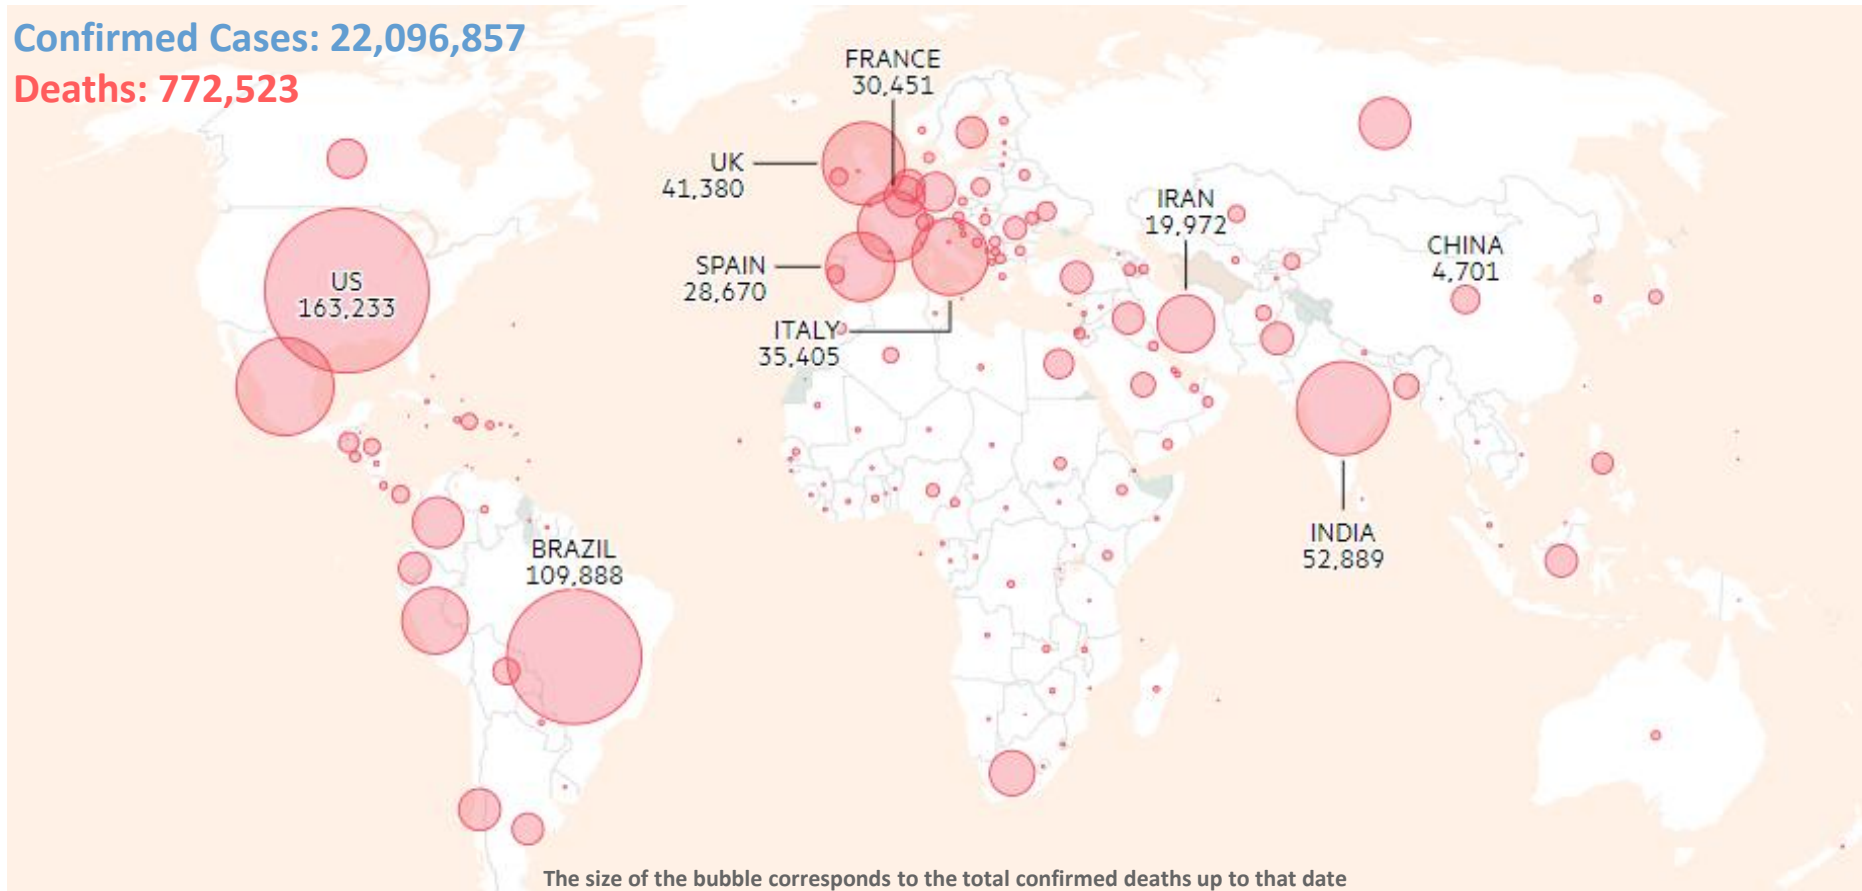 Confirmed Cases: 22,096,857
Deaths: 772,523
FRANCE
30,451
UK
41,380
IRAN
19,972
CHINA
4,701
SPAIN
28,670
US
163,233
ITALY
35,405
INDIA
52,889
BRAZIL
109,888
The size of the bubble corresponds to the total confirmed deaths up to that date